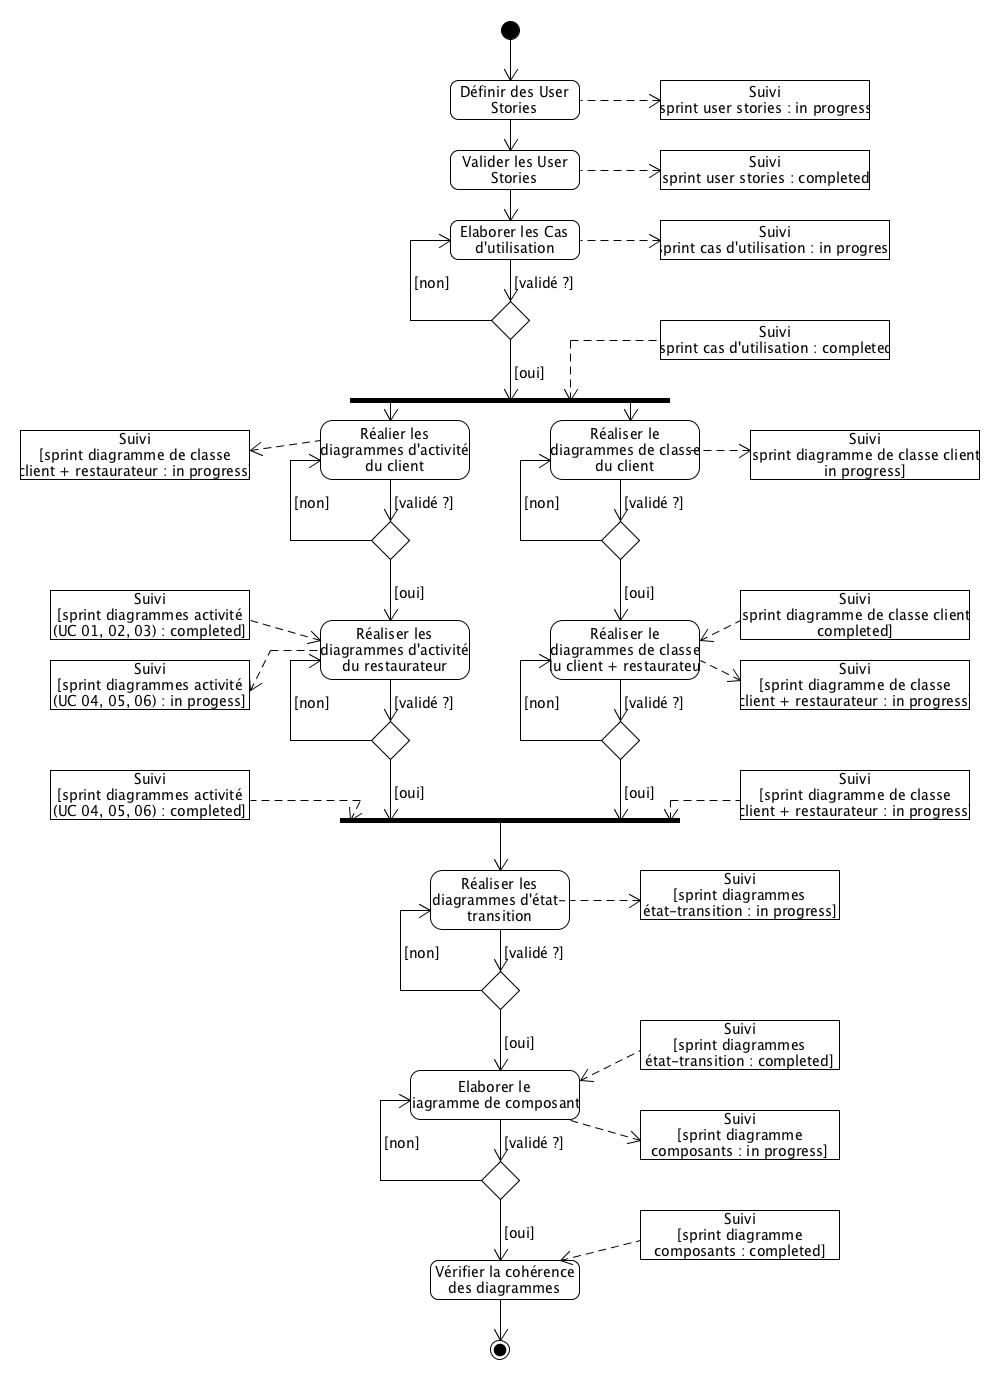 Définir des User
Stories
Suivi
sprint user stories : in progress
Valider les User
Stories
Suivi
sprint user stories : completed
Elaborer les Cas
d'utilisation
Suivi
sprint cas d'utilisation : in progres
[non]
[validé ?]
Suivi
sprint cas d'utilisation : completed
[oui]
Suivi
[sprint diagramme de classe
client + restaurateur : in progress
Réalier les
diagrammes d'activité
du client
Réaliser le
diagrammes de classe
du client
Suivi
sprint diagramme de classe client
in progress]
[non]
[validé ?]
[non]
[validé ?]
[oui]
[oui]
Suivi
[sprint diagrammes activité
(UC 01, 02, 03) : completed]
Suivi
[sprint diagrammes activité
(UC 04, 05, 06) : in progess]
Réaliser les
diagrammes d'activité
du restaurateur
Réaliser le
diagrammes de classe
u client + restaurateu
Suivi
sprint diagramme de classe client
completed]
Suivi
[sprint diagramme de classe
client + restaurateur : in progress
[non]
[validé ?]
[non]
[validé ?]
Suivi
[sprint diagrammes activité
(UC 04, 05, 06) : completed]
[oui]
[oui]
Suivi
[sprint diagramme de classe
client + restaurateur : in progress
Réaliser les
diagrammes d'état-
transition
Suivi
[sprint diagrammes
état-transition : in progress]
[non]
[validé ?]
[oui]
Suivi
[sprint diagrammes
état-transition : completed]
Elaborer le
iagramme de composant
Suivi
[sprint diagramme
composants : in progress]
[non]
[validé ?]
[oui]
Suivi
[sprint diagramme
composants : completed]
Vérifier la cohérence
des diagrammes